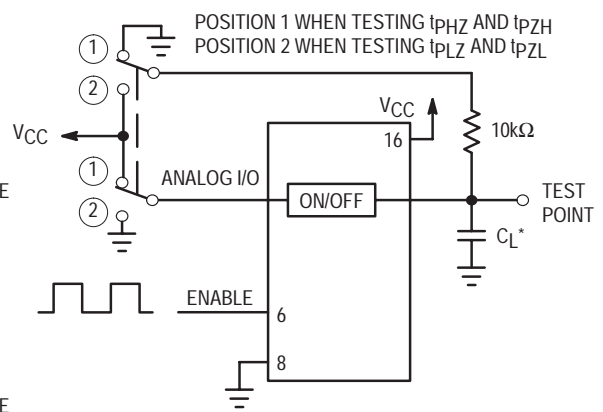 POSITION 1 WHEN TESTING tPHZ AND tPZH
POSITION 2 WHEN TESTING tPLZ AND tPZL
1
2
VCC
VCC
16
10kΩ
1
ANALOG I/O
ON/OFF
TEST
POINT
E
2
CL*
ENABLE
6
8
E